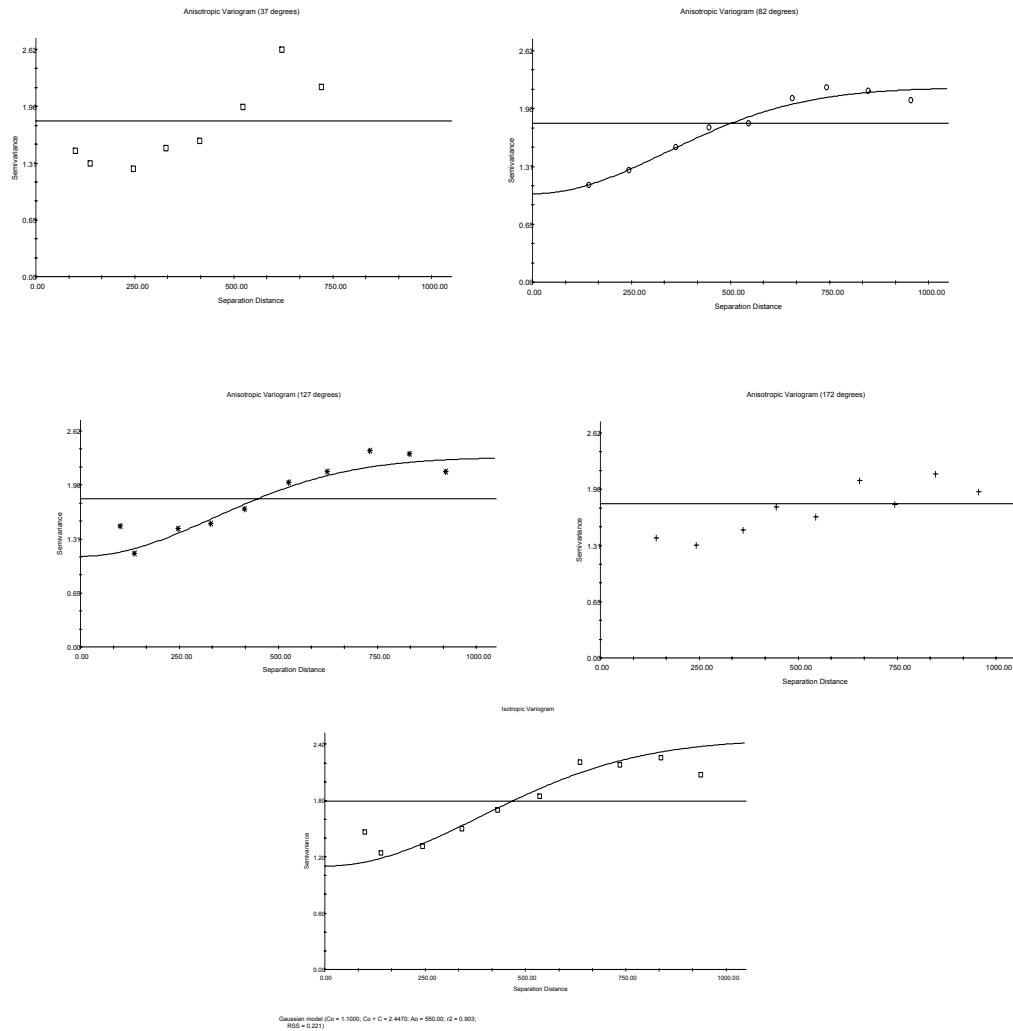 Anisotropic Variogram (37 degrees)
2.62
1.96
1.31
0.65
0.00
Semivariance
0.00 250.00 500.00 750.00 1000.00
Separation Distance
Anisotropic Variogram (82 degrees)
2.62
1.96
1.31
0.65
0.00
Semivariance
0.00 250.00 500.00 750.00 1000.00
Separation Distance
Anisotropic Variogram (127 degrees)
2.62
1.96
1.31
0.65
0.00
Semivariance
0.00 250.00 500.00 750.00 1000.00
Separation Distance
Anisotropic Variogram (172 degrees)
2.62
1.96
1.31
0.65
0.00
Semivariance
0.00 250.00 500.00 750.00 1000.00
Separation Distance
Isotropic Variogram
2.40
1.80
1.20
0.60
0.00
Semivariance
0.00 250.00 500.00 750.00 1000.00
Separation Distance
Gaussian model (Co = 1.1000; Co + C = 2.4470; Ao = 550.00; r2 = 0.903;
RSS = 0.221)